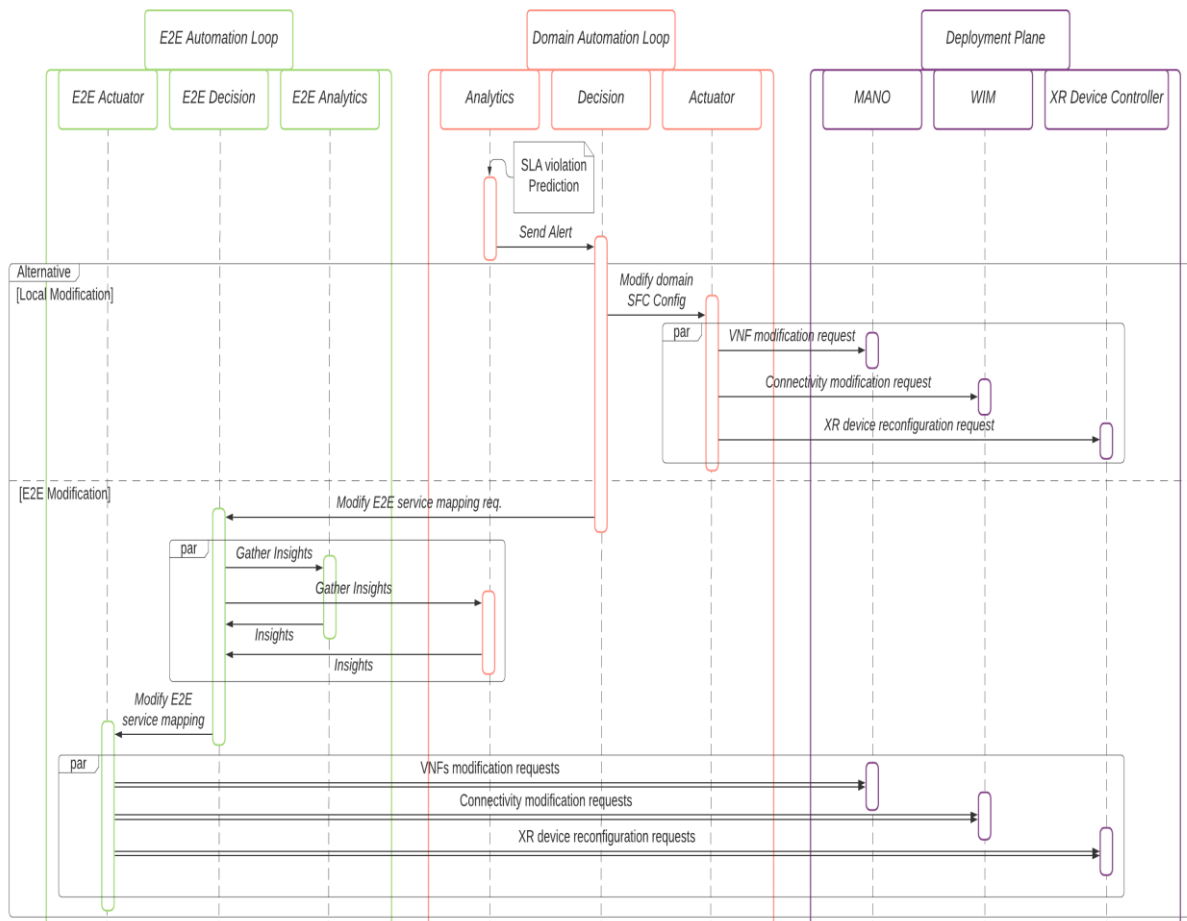 E2E Automation Loop
Domain Automation Loop
Deployment Plane
E2E Actuator
E2E Decision
E2E Analytics
Analytics
Decision
Actuator
MANO
WIM
XR Device Controller
SLA violation
Prediction
Send Alert
Alternative
[Local Modification]
Modify domain
SFC Config
par
VNF modification request
Connectivity modification request
XR device reconfiguration request
[E2E Modification]
Modify E2E service mapping req.
par
Gather Insights
Gather Insights
Insights
Insights
Modify E2E
service mapping
par
VNFs modification requests
Connectivity modification requests
XR device reconfiguration requests